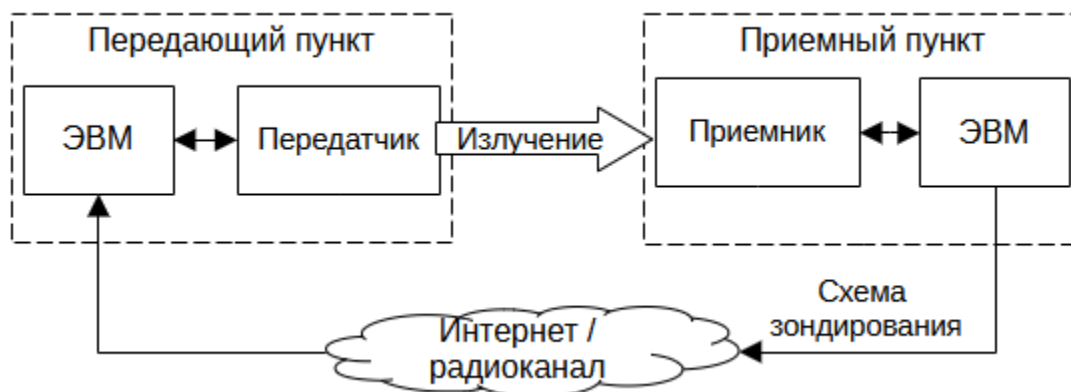 Передающий пункт
ЭВМ
Передатчик
Излучение
Приемный пункт
Приемник
ЭВМ
Схема
зондирования
Интернет /
радиоканал